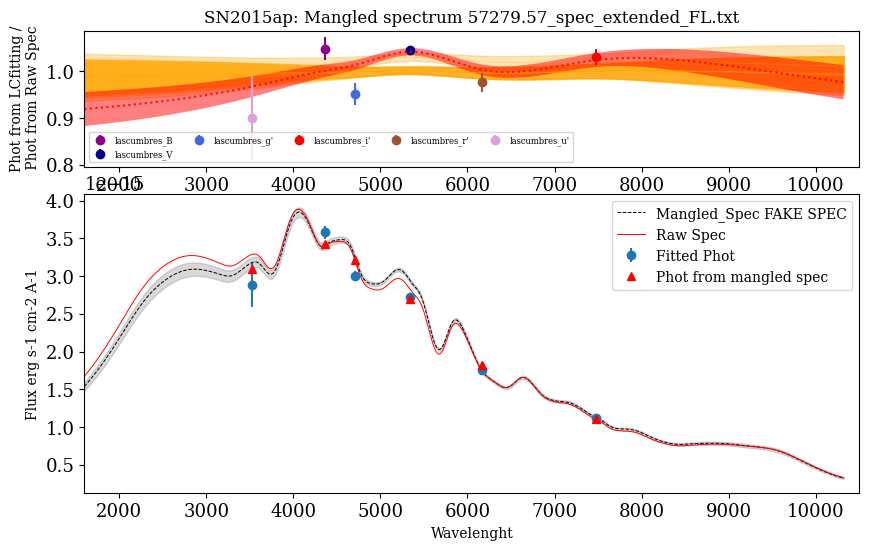 SN2015ap: Mangled spectrum 57279.57_spec_extended_FL.txt
Phot from LCfitting /
Phot from Raw Spec
1.0
0.9
0.8
lascumbres_B
lascumbres_V
lascumbres_g'
lascumbres_i'
lascumbres_r'
lascumbres_u'
2000 3000 4000 5000 6000 7000 8000 9000 10000
1e−15
Flux erg s-1 cm-2 A-1
4.0
3.5
3.0
2.5
2.0
1.5
1.0
0.5
Mangled_Spec FAKE SPEC
Raw Spec
Fitted Phot
Phot from mangled spec
2000 3000 4000 5000 6000 7000 8000 9000 10000
Wavelenght